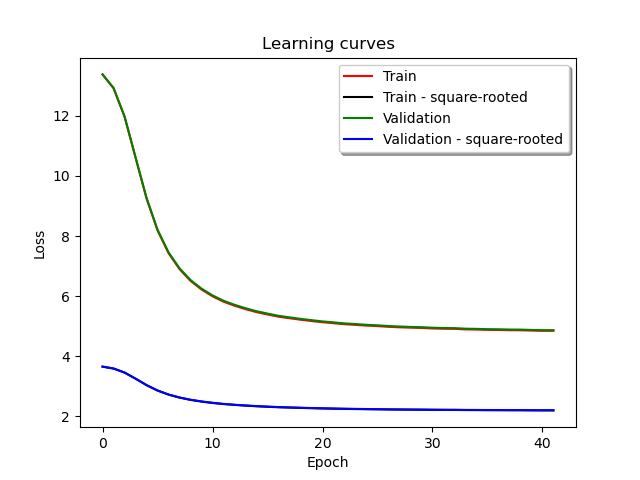 Learning curves
Train
Train - square-rooted
Validation
Validation - square-rooted
Loss
12
10
8
6
4
2
0
10
20
30
40
Epoch